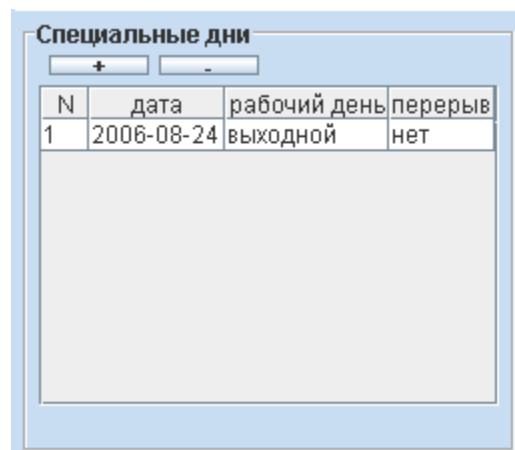 Специальные дни
+ -
N дата рабочий день перерыв
1 2006-08-24 выходной нет